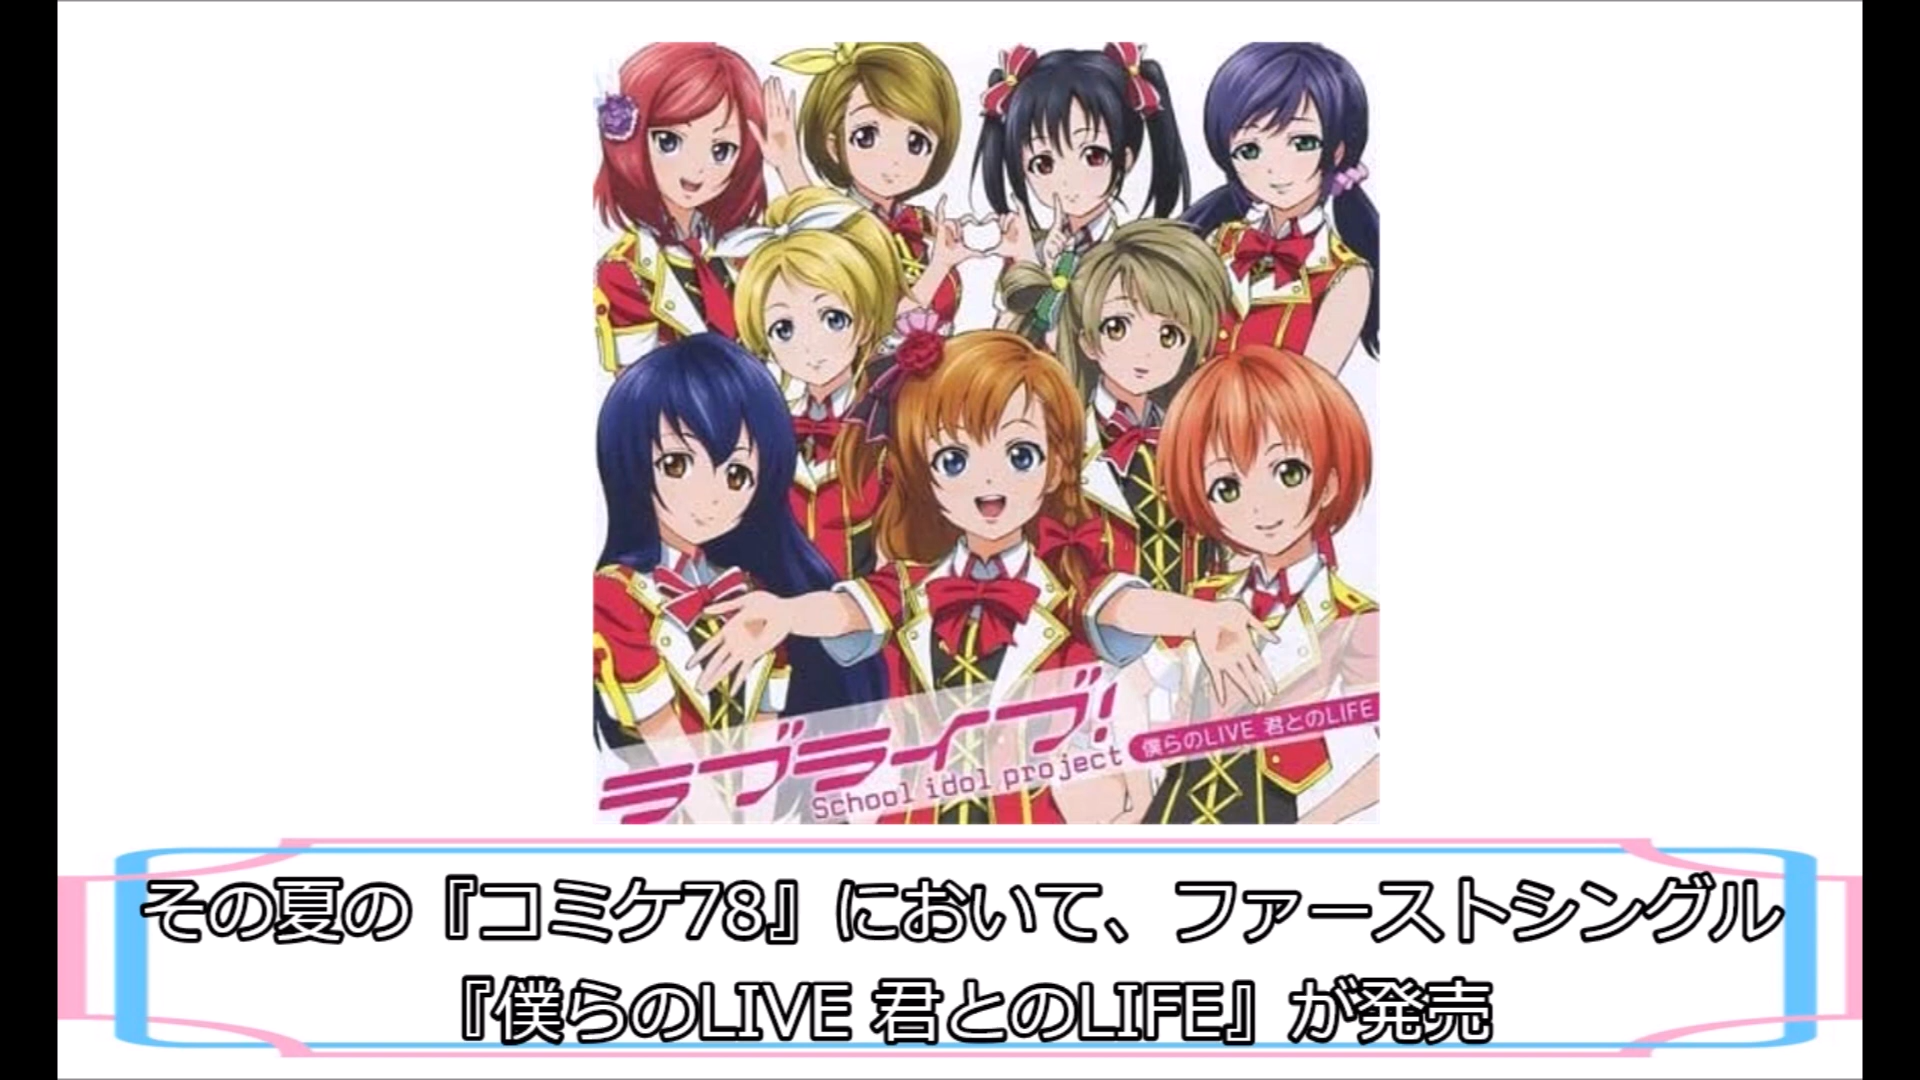 ラブライブ!
School idol project
僕らのLIVE 君とのLIFE
その夏の『コミケ78』において、ファーストシングル
『僕らのLIVE 君とのLIFE』が発売